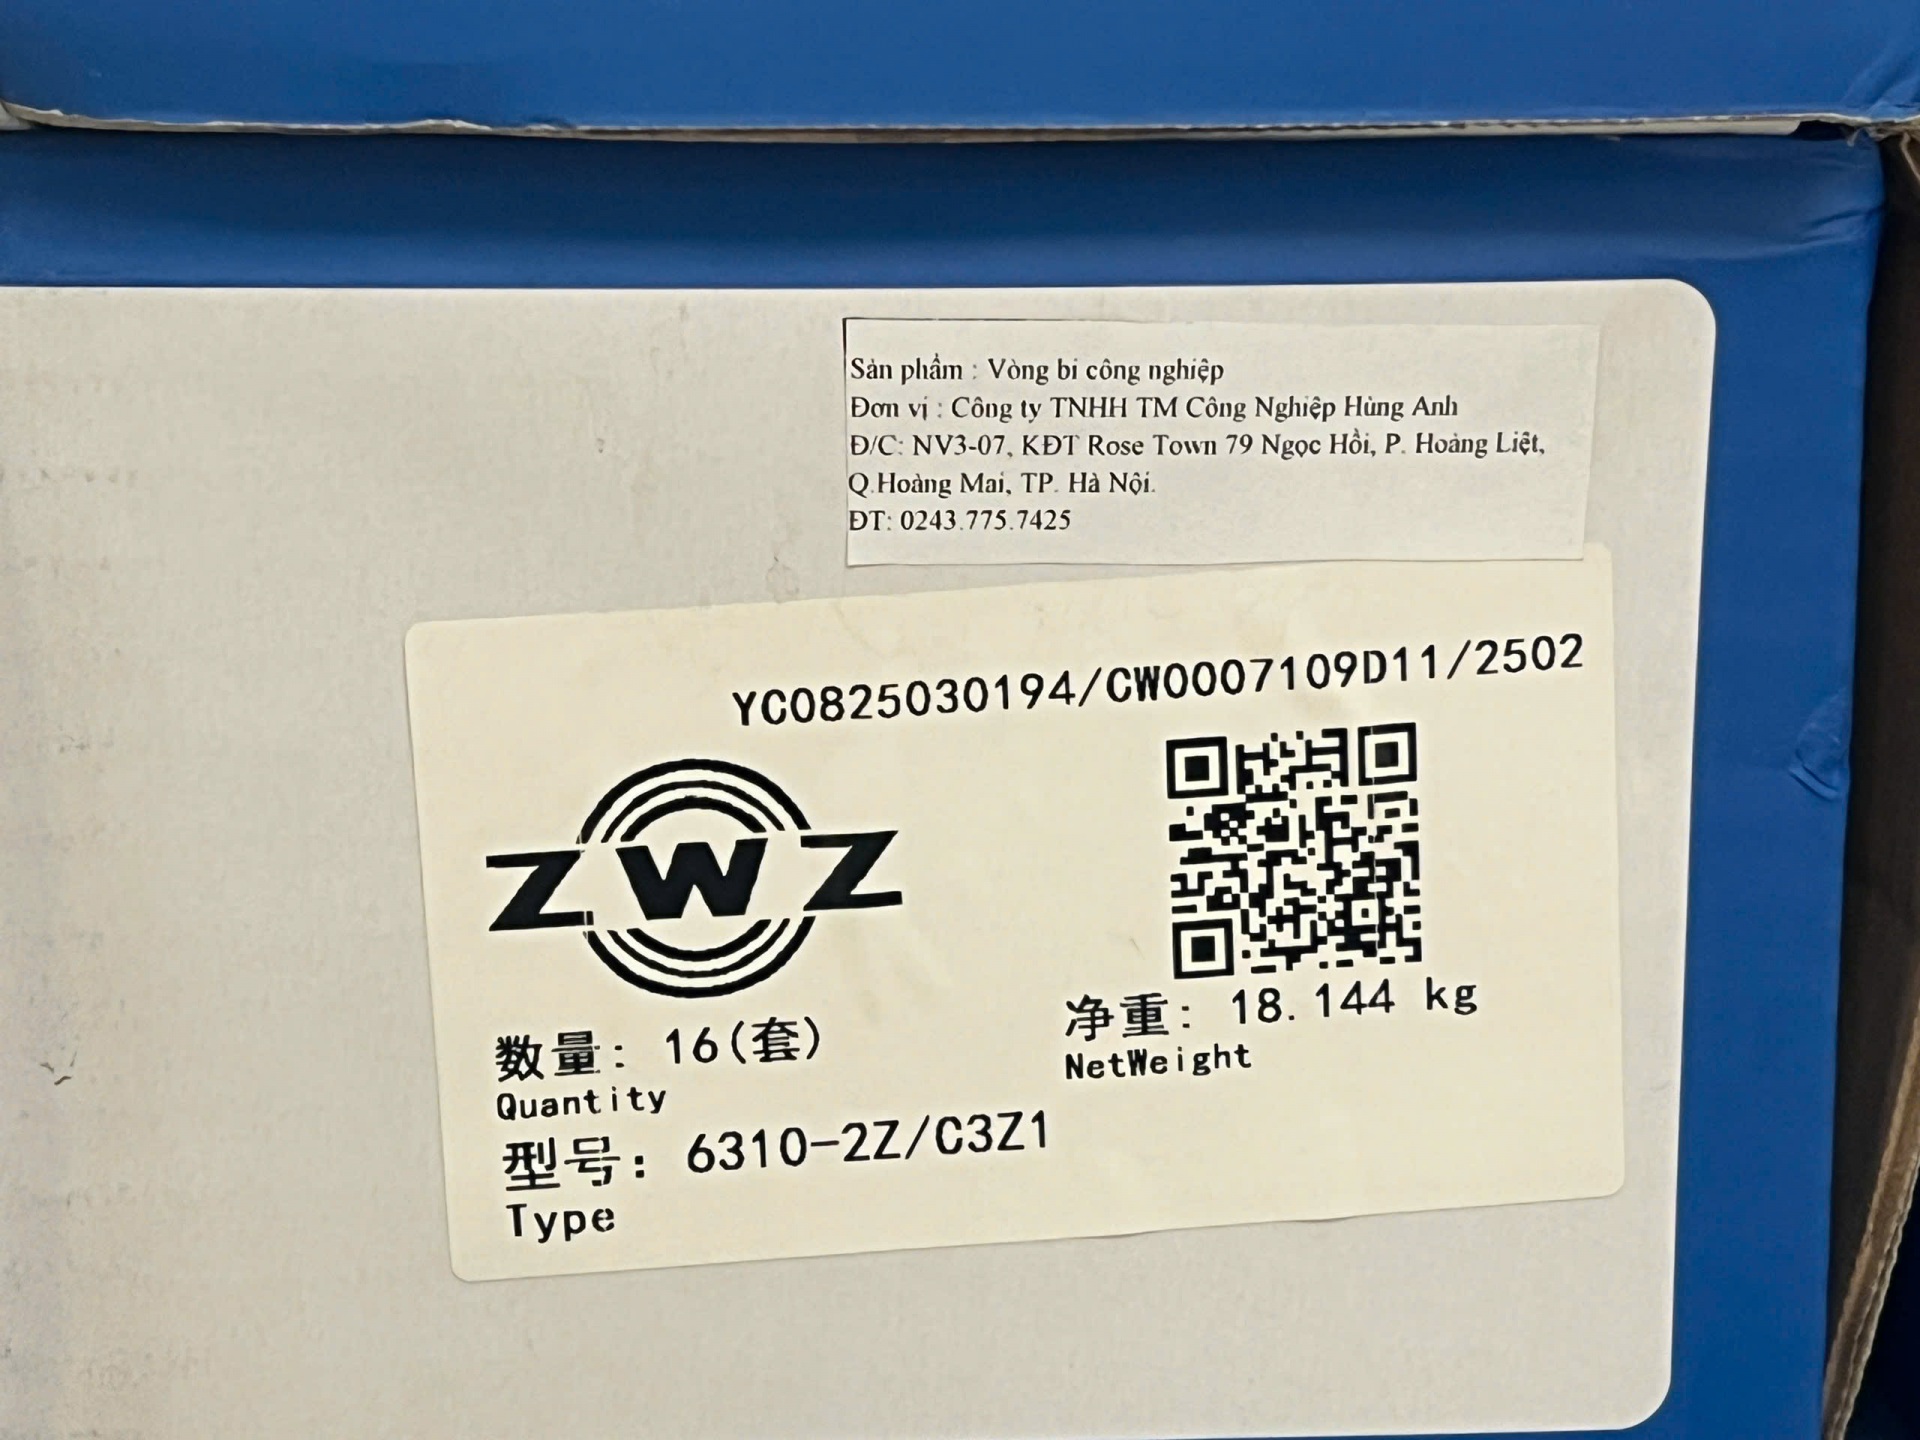 Sản phẩm : Vòng bi công nghiệp
Đơn vị : Công ty TNHH TM Công Nghiệp Hùng Anh
Đ/C: NV3-07, KĐT Rose Town 79 Ngọc Hồi, P. Hoàng Liệt,
Q.Hoàng Mai, TP. Hà Nội.
ĐT: 0243.775.7425
YC0825030194/CW0007109D11/2502
ZWZ
数量: 16(套)
Quantity
净重: 18.144 kg
NetWeight
型号: 6310-2Z/C3Z1
Type